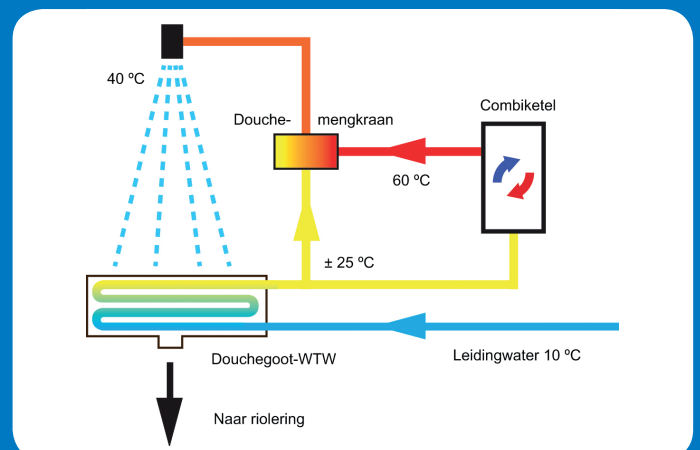 40 ºC
Douche- mengkraan
Combiketel
60 ºC
± 25 ºC
Douchegoot-WTW
Leidingwater 10 ºC
Naar riolering